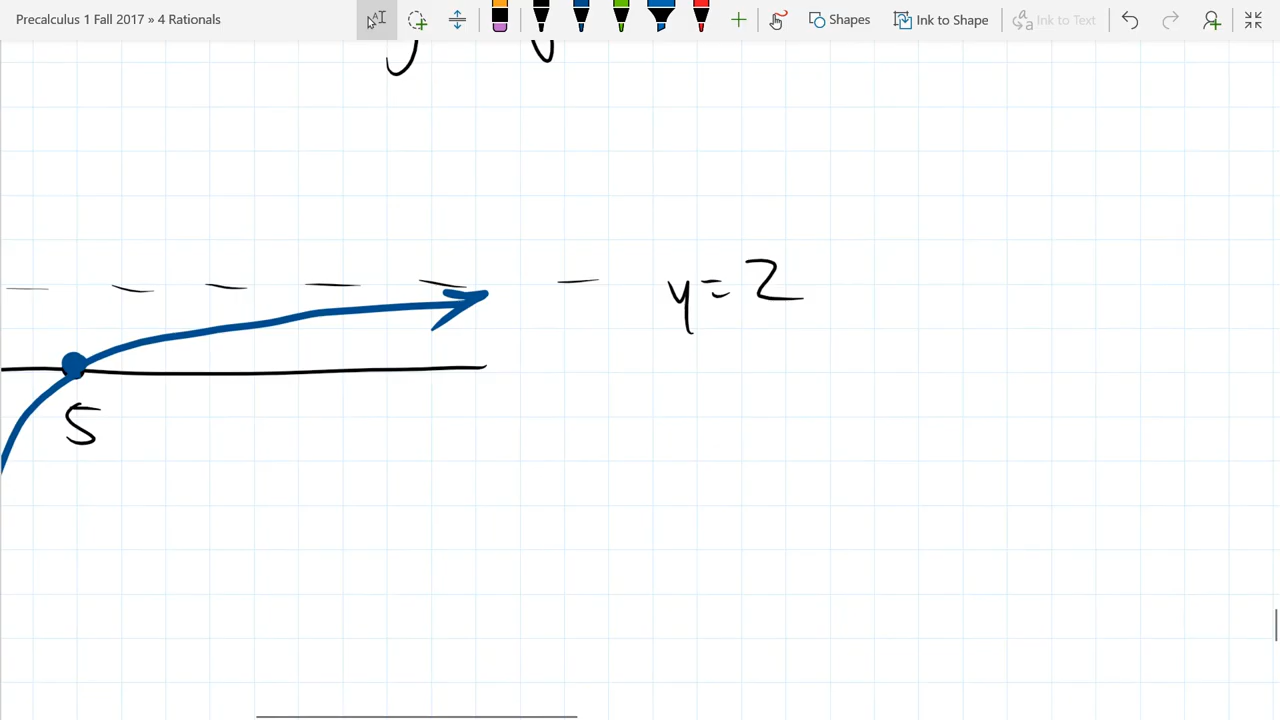 Precalculus 1 Fall 2017 » 4 Rationals
Shapes
Ink to Shape
Ink to Text
y = 2
5